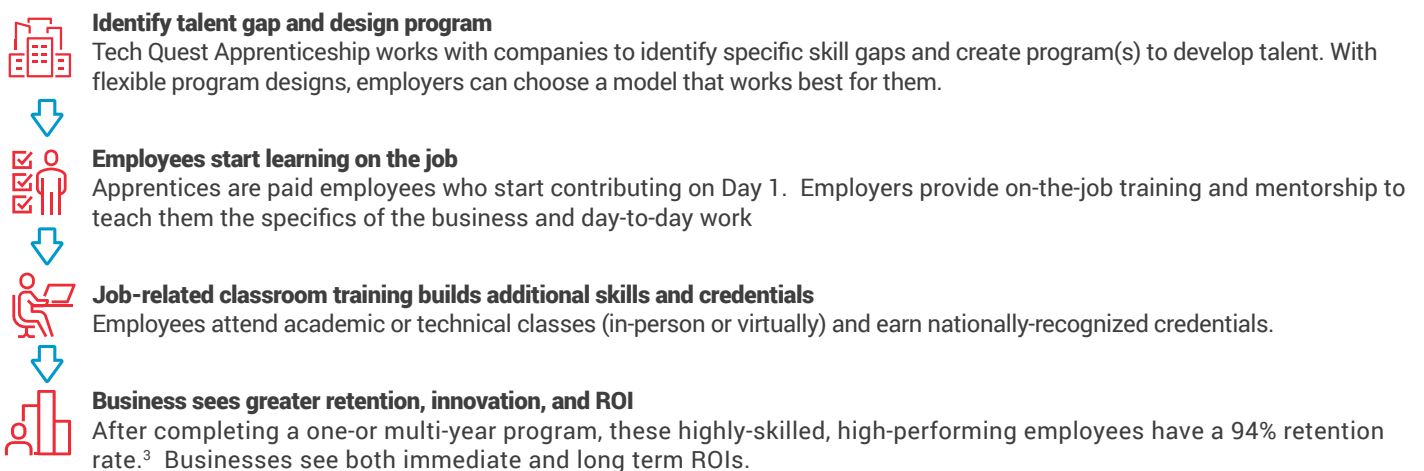 Identify talent gap and design program
Tech Quest Apprenticeship works with companies to identify specific skill gaps and create program(s) to develop talent. With
flexible program designs, employers can choose a model that works best for them.
Employees start learning on the job
Apprentices are paid employees who start contributing on Day 1.  Employers provide on-the-job training and mentorship to
teach them the specifics of the business and day-to-day work
Job-related classroom training builds additional skills and credentials
Employees attend academic or technical classes (in-person or virtually) and earn nationally-recognized credentials.
Business sees greater retention, innovation, and ROI
After completing a one-or multi-year program, these highly-skilled, high-performing employees have a 94% retention
rate.³  Businesses see both immediate and long term ROIs.